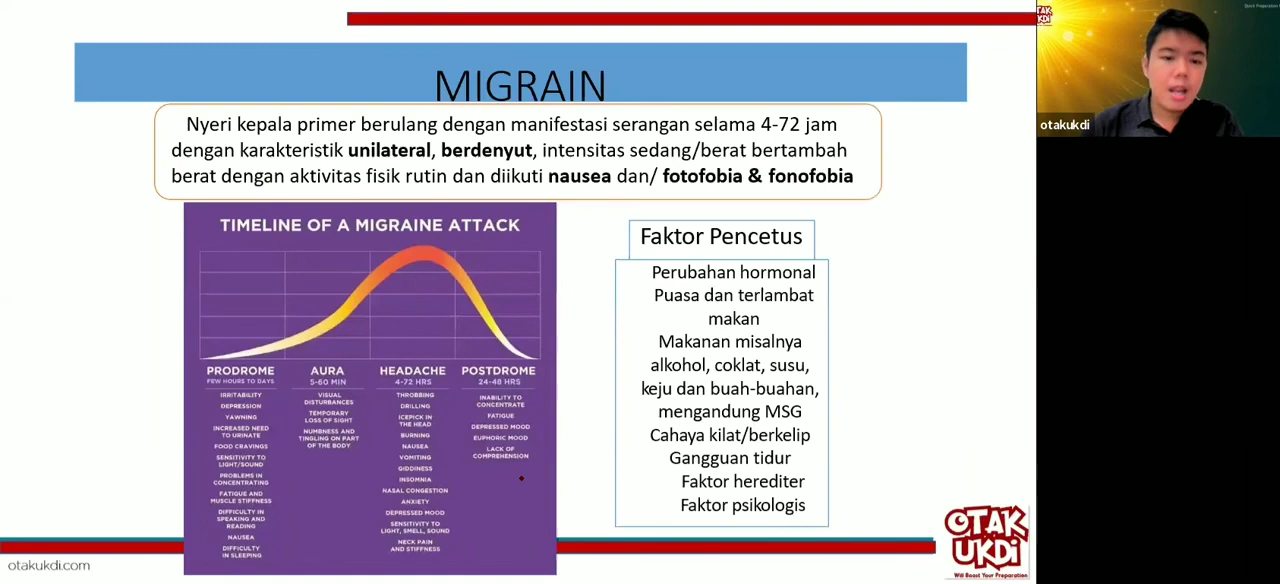 MIGRAIN
Nyeri kepala primer berulang dengan manifestasi serangan selama 4-72 jam
dengan karakteristik unilateral, berdenyut, intensitas sedang/berat bertambah
berat dengan aktivitas fisik rutin dan diikuti nausea dan/ fotofobia & fonofobia
TIMELINE OF A MIGRAINE ATTACK
PRODROME
FEW HOURS TO DAYS
IRRITABILITY
DEPRESSION
YAWNING
INCREASED NEED
TO URINATE
FOOD CRAVINGS
SENSITIVITY TO
LIGHT/SOUND
PROBLEMS IN
CONCENTRATING
FATIGUE AND
MUSCLE STIFFNESS
DIFFICULTY IN
SPEAKING AND
READING
NAUSEA
DIFFICULTY
IN SLEEPING
AURA
5-60 MIN
VISUAL
DISTURBANCES
TEMPORARY
LOSS OF SIGHT
NUMBNESS AND
TINGLING ON PART
OF THE BODY
HEADACHE
4-72 HRS
THROBBING
DRILLING
ICEPICK IN
THE HEAD
BURNING
NAUSEA
VOMITING
GIDDINESS
INSOMNIA
NASAL CONGESTION
ANXIETY
DEPRESSED MOOD
SENSITIVITY TO
LIGHT, SMELL, SOUND
NECK PAIN
AND STIFFNESS
POSTDROME
24-48 HRS
INABILITY TO
CONCENTRATE
FATIGUE
DEPRESSED MOOD
EUPHORIC MOOD
LACK OF
COMPREHENSION
Faktor Pencetus
Perubahan hormonal
Puasa dan terlambat
makan
Makanan misalnya
alkohol, coklat, susu,
keju dan buah-buahan,
mengandung MSG
Cahaya kilat/berkelip
Gangguan tidur
Faktor herediter
Faktor psikologis
OTAK
UKDI
otakukdi
otakukdi.com
OTAK
UKDi
Will Boost Your Preparation